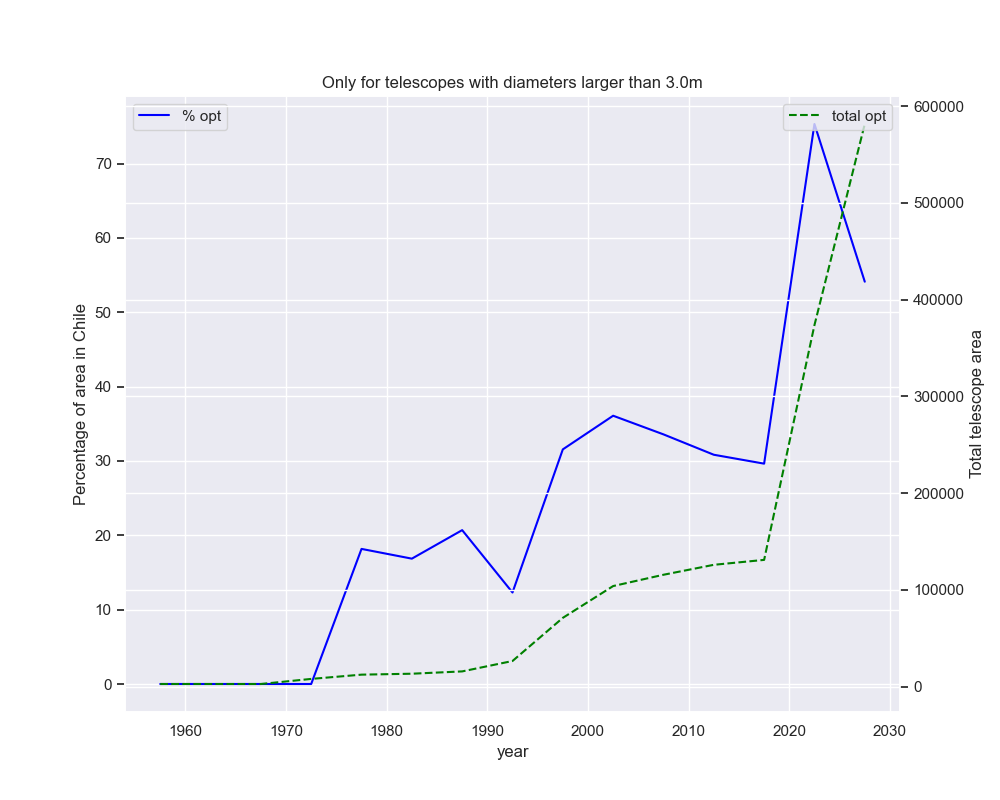 Only for telescopes with diameters larger than 3.0m
% opt
total opt
70
60
50
40
30
20
10
0
Percentage of area in Chile
600000
500000
400000
300000
200000
100000
0
Total telescope area
1960 1970 1980 1990 2000 2010 2020 2030
year